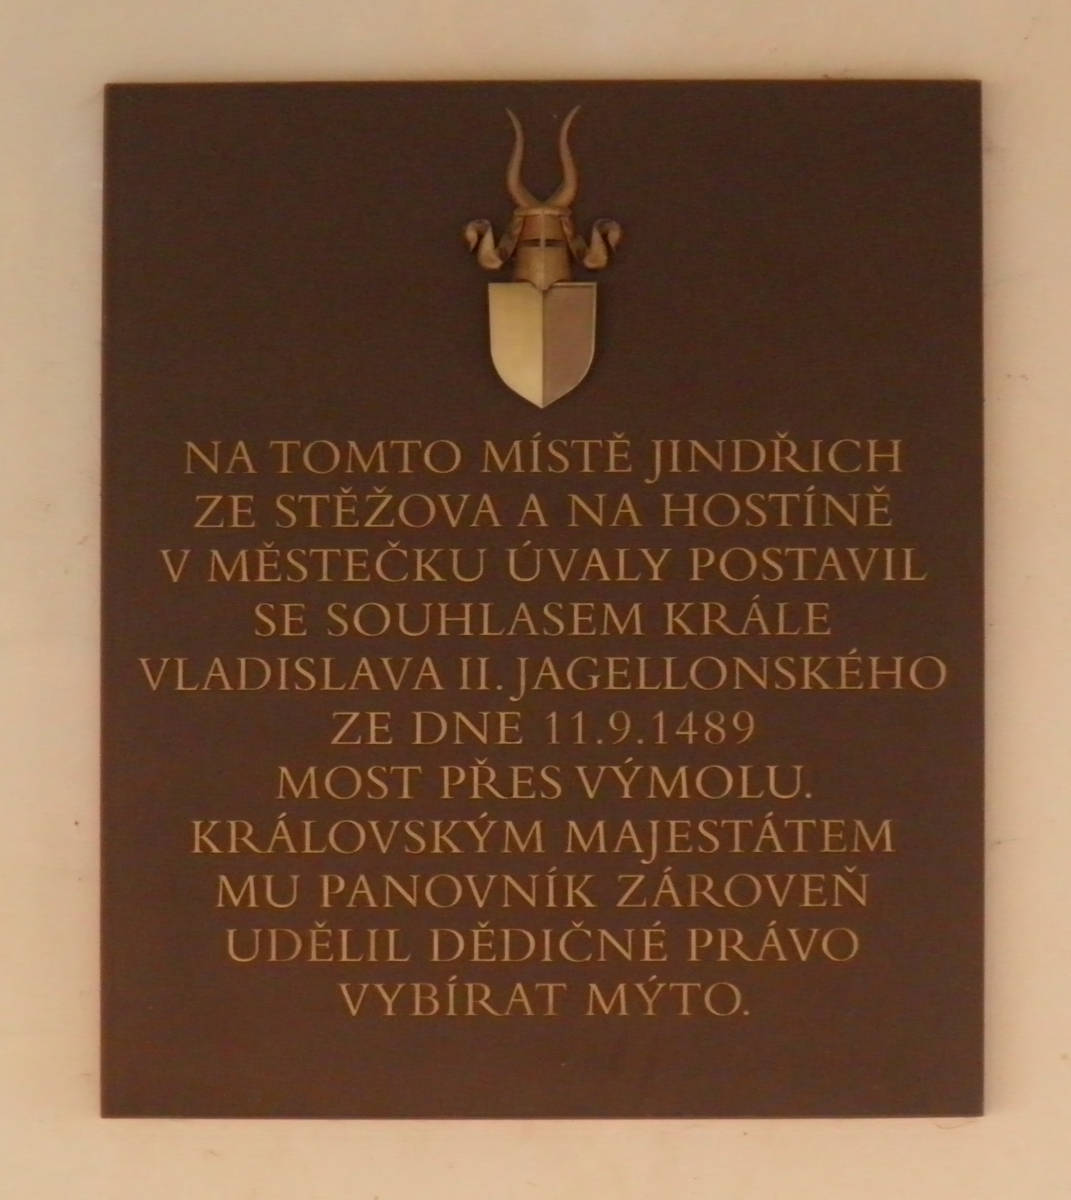 NA TOMTO MÍSTĚ JINDŘICH
ZE STĚŽOVA A NA HOSTÍNĚ
V MĚSTEČKU ÚVALY POSTAVIL
SE SOUHLASEM KRÁLE
VLADISLAVA II. JAGELLONSKÉHO
ZE DNE 11.9.1489
MOST PŘES VÝMOLU.
KRÁLOVSKÝM MAJESTÁTEM
MU PANOVNÍK ZÁROVEŇ
UDĚLIL DĚDIČNÉ PRÁVO
VYBÍRAT MÝTO.